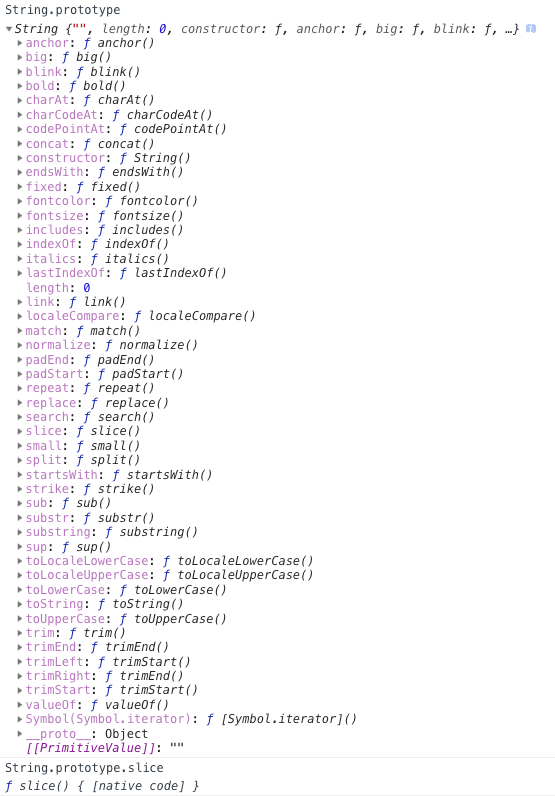 String.prototype
String {"", length: 0, constructor: ƒ, anchor: ƒ, big: ƒ, blink: ƒ, …} i
anchor: ƒ anchor()
big: ƒ big()
blink: ƒ blink()
bold: ƒ bold()
charAt: ƒ charAt()
charCodeAt: ƒ charCodeAt()
codePointAt: ƒ codePointAt()
concat: ƒ concat()
constructor: ƒ String()
endsWith: ƒ endsWith()
fixed: ƒ fixed()
fontcolor: ƒ fontcolor()
fontsize: ƒ fontsize()
includes: ƒ includes()
indexOf: ƒ indexOf()
italics: ƒ italics()
lastIndexOf: ƒ lastIndexOf()
length: 0
link: ƒ link()
localeCompare: ƒ localeCompare()
match: ƒ match()
normalize: ƒ normalize()
padEnd: ƒ padEnd()
padStart: ƒ padStart()
repeat: ƒ repeat()
replace: ƒ replace()
search: ƒ search()
slice: ƒ slice()
small: ƒ small()
split: ƒ split()
startsWith: ƒ startsWith()
strike: ƒ strike()
sub: ƒ sub()
substr: ƒ substr()
substring: ƒ substring()
sup: ƒ sup()
toLocaleLowerCase: ƒ toLocaleLowerCase()
toLocaleUpperCase: ƒ toLocaleUpperCase()
toLowerCase: ƒ toLowerCase()
toString: ƒ toString()
toUpperCase: ƒ toUpperCase()
trim: ƒ trim()
trimEnd: ƒ trimEnd()
trimLeft: ƒ trimStart()
trimRight: ƒ trimEnd()
trimStart: ƒ trimStart()
valueOf: ƒ valueOf()
Symbol(Symbol.iterator): ƒ [Symbol.iterator]()
__proto__: Object
[[PrimitiveValue]]: ""
String.prototype.slice
ƒ slice() { [native code] }